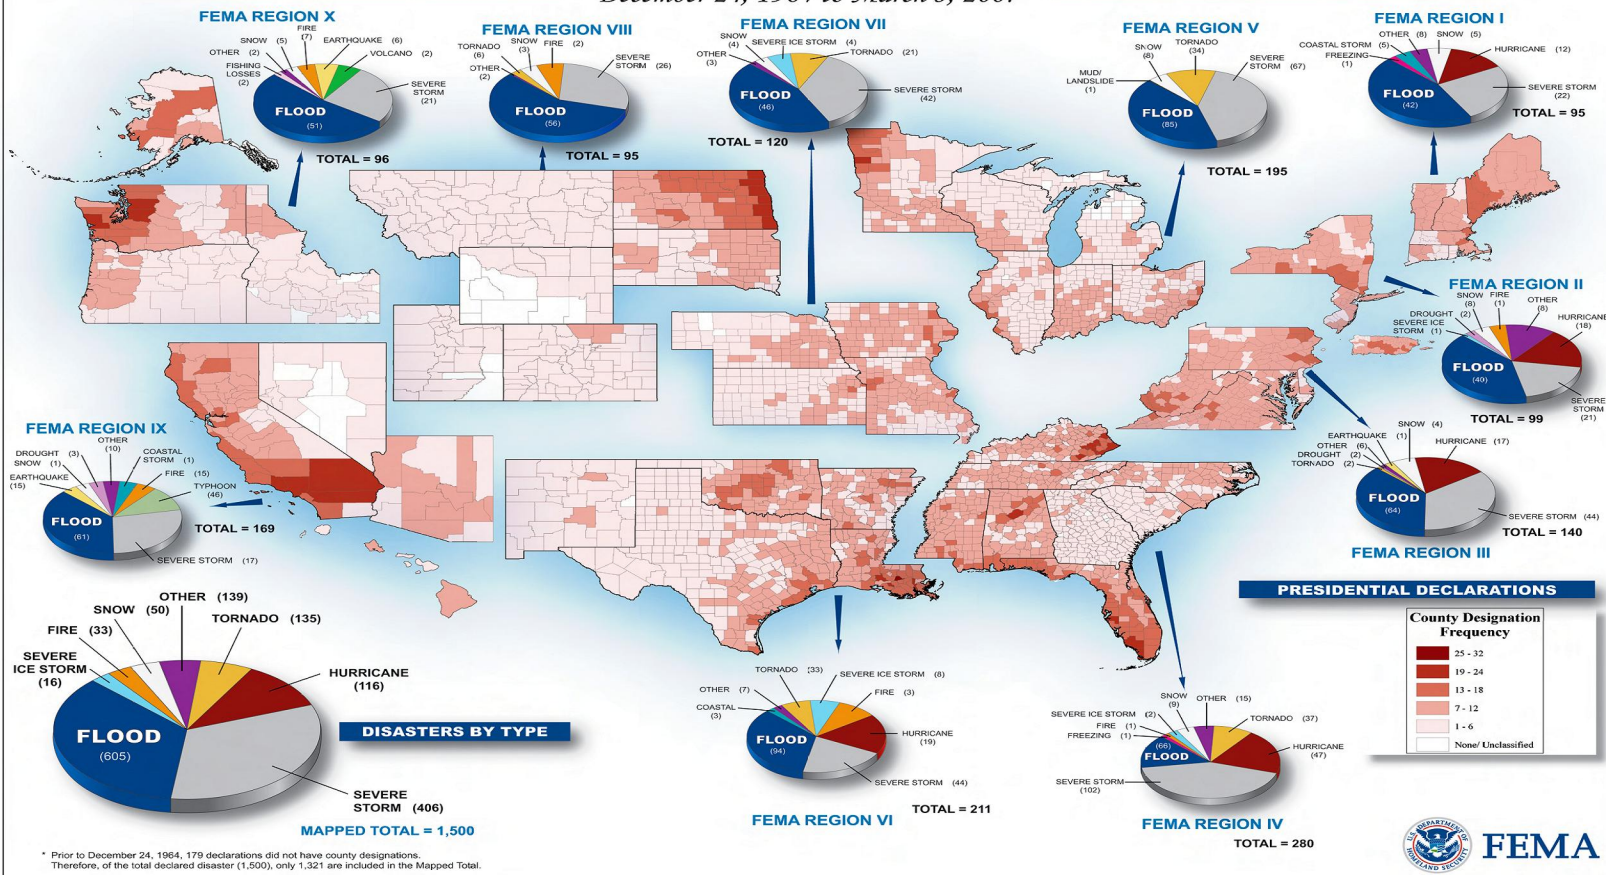 FEMA REGION X
SNOW (5)
FIRE
(7)
EARTHQUAKE (6)
OTHER (2)
VOLCANO (2)
FISHING
LOSSES
(2)
SEVERE
STORM
(21)
FLOOD
(51)
TOTAL = 96
FEMA REGION VIII
TORNADO
(6)
SNOW
(3)
FIRE (2)
OTHER
(2)
SEVERE
STORM (26)
FLOOD
(56)
TOTAL = 95
FEMA REGION VII
SNOW
(4)
SEVERE ICE STORM (4)
TORNADO (21)
OTHER
(3)
SEVERE STORM
(42)
FLOOD
(46)
TOTAL = 120
FEMA REGION V
SNOW
(8)
TORNADO
(34)
SEVERE
STORM (67)
MUD/
LANDSLIDE
(1)
FLOOD
(85)
TOTAL = 195
FEMA REGION I
OTHER (8)
SNOW (5)
COASTAL STORM
(5)
HURRICANE (12)
FREEZING
(1)
SEVERE STORM
(22)
FLOOD
(42)
TOTAL = 95
FEMA REGION II
SNOW
(8)
FIRE
(1)
OTHER
(8)
DROUGHT
(2)
HURRICANE
(18)
SEVERE ICE
STORM (1)
FLOOD
(40)
SEVERE
STORM
(21)
TOTAL = 99
SNOW (4)
EARTHQUAKE (1)
HURRICANE (17)
OTHER (6)
DROUGHT (2)
TORNADO (2)
FLOOD
(64)
SEVERE STORM (44)
TOTAL = 140
FEMA REGION III
FEMA REGION IX
OTHER
(10)
DROUGHT (3)
COASTAL
STORM (1)
SNOW (1)
FIRE (15)
EARTHQUAKE
(15)
TYPHOON
(46)
FLOOD
(61)
TOTAL = 169
SEVERE STORM (17)
OTHER (139)
SNOW (50)
TORNADO (135)
FIRE (33)
SEVERE
ICE STORM
(16)
HURRICANE
(116)
FLOOD
(605)
DISASTERS BY TYPE
SEVERE
STORM (406)
MAPPED TOTAL = 1,500
* Prior to December 24, 1964, 179 declarations did not have county designations.
Therefore, of the total declared disaster (1,500), only 1,321 are included in the Mapped Total.
TORNADO (33)
SEVERE ICE STORM (8)
OTHER (7)
FIRE (3)
COASTAL
(3)
HURRICANE
(19)
FLOOD
(94)
SEVERE STORM (44)
TOTAL = 211
FEMA REGION VI
SNOW
(9)
OTHER (15)
SEVERE ICE STORM (2)
TORNADO (37)
FIRE (1)
FREEZING (1)
HURRICANE
(47)
(66)
FLOOD
SEVERE STORM
(102)
FEMA REGION IV
TOTAL = 280
PRESIDENTIAL DECLARATIONS
County Designation
Frequency
25 - 32
19 - 24
13 - 18
7 - 12
1 - 6
None/ Unclassified
U.S. DEPARTMENT OF
HOMELAND SECURITY
FEMA